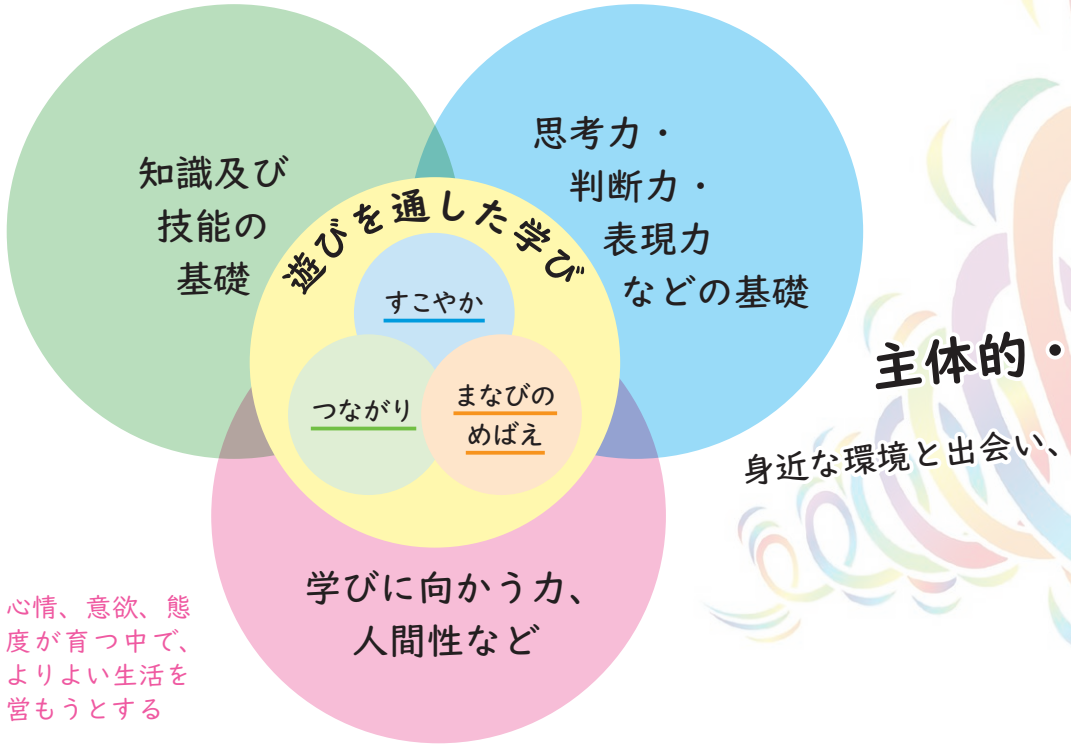 知識及び
技能の
基礎
思考力・
判断力・
表現力
などの基礎
遊びを通した学び
すこやか
つながり
まなびの
めばえ
学びに向かう力、
人間性など
心情、意欲、態
度が育つ中で、
よりよい生活を
営もうとする
主体的・
身近な環境と出会い、